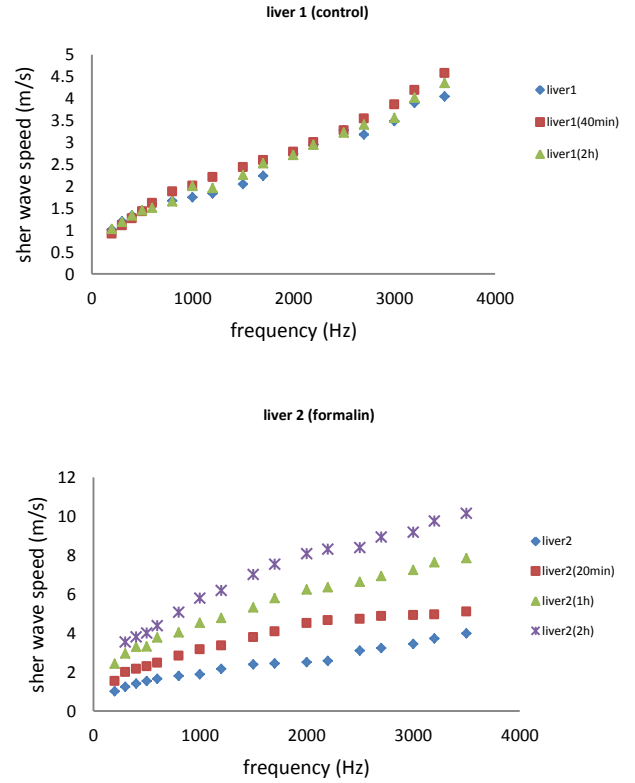 liver 1 (control)
sher wave speed (m/s)
5
4.5
4
3.5
3
2.5
2
1.5
1
0.5
0
0 1000 2000 3000 4000
frequency (Hz)
liver1
liver1(40min)
liver1(2h)
liver 2 (formalin)
sher wave speed (m/s)
12
10
8
6
4
2
0
0 1000 2000 3000 4000
frequency (Hz)
liver2
liver2(20min)
liver2(1h)
liver2(2h)